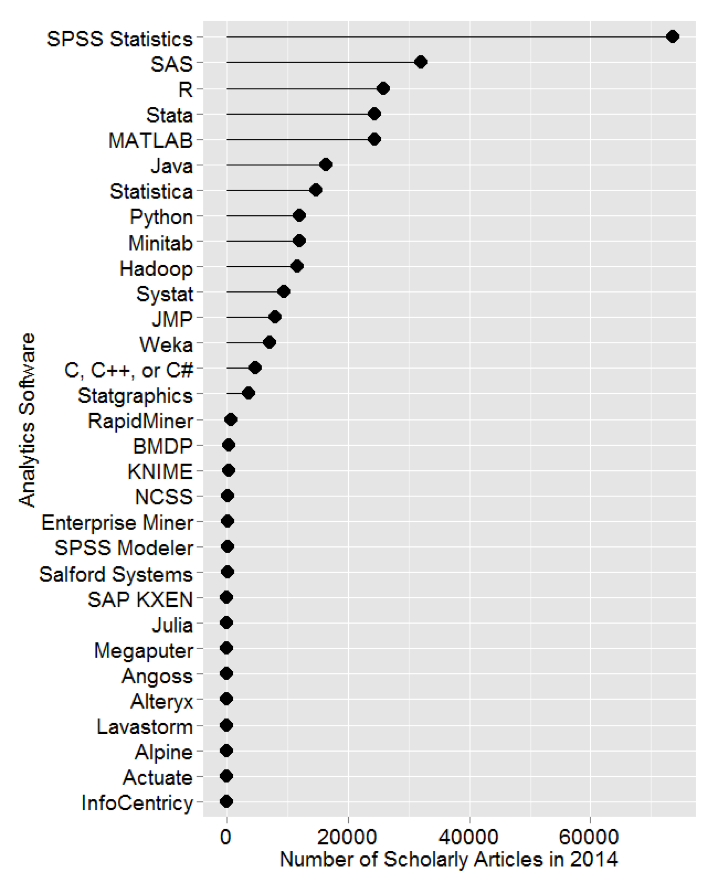 SPSS Statistics
SAS
R
Stata
MATLAB
Java
Statistica
Python
Minitab
Hadoop
Systat
JMP
Weka
C, C++, or C#
Statgraphics
RapidMiner
BMDP
KNIME
NCSS
Enterprise Miner
SPSS Modeler
Salford Systems
SAP KXEN
Julia
Megaputer
Angoss
Alteryx
Lavastorm
Alpine
Actuate
InfoCentricy
Analytics Software
0 20000 40000 60000
Number of Scholarly Articles in 2014